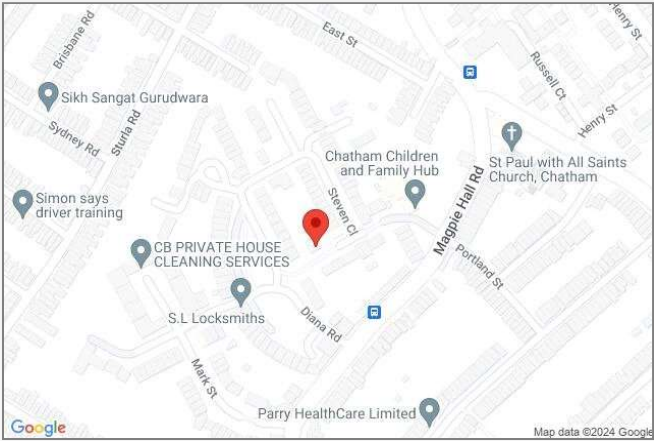 Brisbane Rd
East St
Henry St
Russell Ct
Henry St
Sikh Sangat Gurudwara
Sydney Rd
Sturla Rd
St Paul with All Saints
Church, Chatham
Chatham Children
and Family Hub
Steven Cl
Magpie Hall Rd
Simon says
driver training
CB PRIVATE HOUSE
CLEANING SERVICES
Portland St
S.L Locksmiths
Diana Rd
Mark St
Parry HealthCare Limited
Google
Map data ©2024 Google